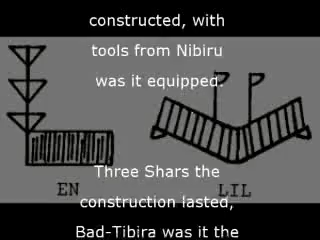 constructed, with
tools from Nibiru
was it equipped.
EN
LIL
Three Shars the
construction lasted,
Bad-Tibira was it the